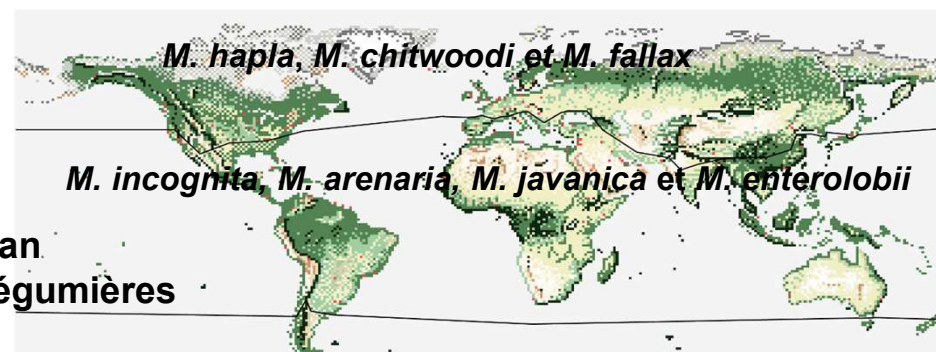 M. hapla, M. chitwoodi et M. fallax
M. incognita, M. arenaria, M. javanica et M. enterolobii
an
égumières